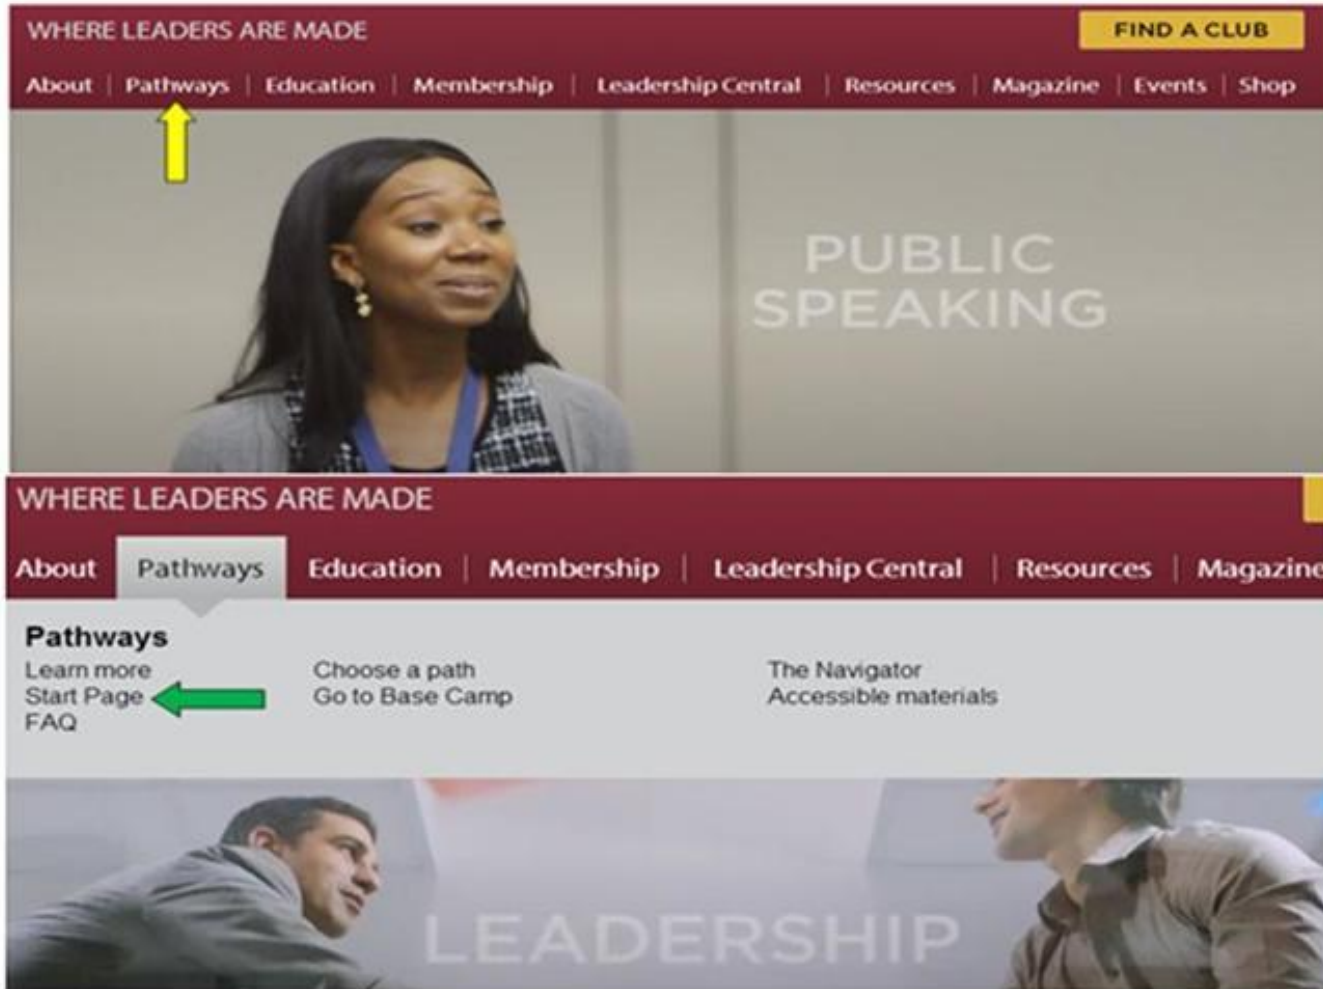 WHERE LEADERS ARE MADE
FIND A CLUB
About | Pathways | Education | Membership | Leadership Central | Resources | Magazine | Events | Shop
PUBLIC
SPEAKING
WHERE LEADERS ARE MADE
About Pathways Education | Membership | Leadership Central | Resources | Magazine
Pathways
Learn more Choose a path The Navigator
Start Page Go to Base Camp Accessible materials
FAQ
LEADERSHIP